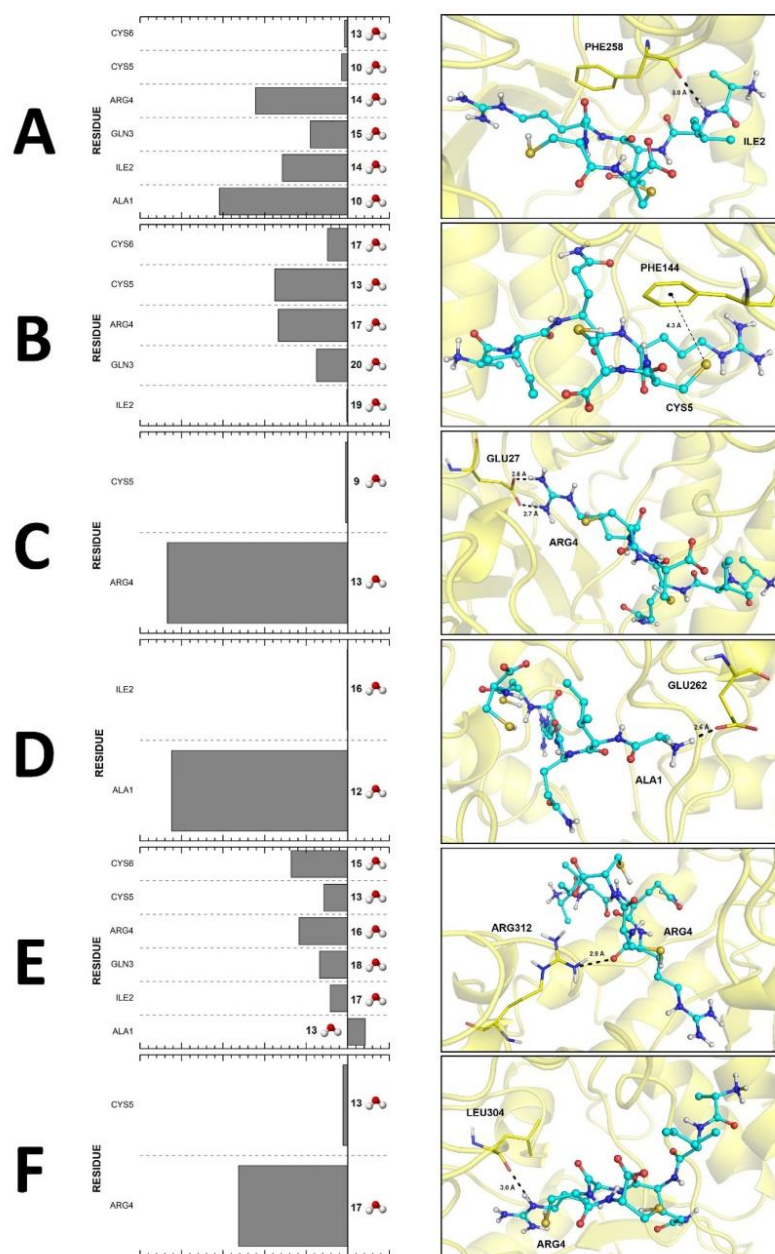 A
RESIDUE
CYS6
13
CYS5
10
ARG4
14
GLN3
15
ILE2
14
ALA1
10
PHE258
3.0 Å
ILE2
B
RESIDUE
CYS6
17
CYS5
13
ARG4
17
GLN3
20
ILE2
19
PHE144
4.3 Å
CYS5
C
RESIDUE
CYS5
9
ARG4
13
GLU27
2.8 Å
2.7 Å
ARG4
D
RESIDUE
ILE2
16
ALA1
12
GLU262
2.6 Å
ALA1
E
RESIDUE
CYS6
15
CYS5
13
ARG4
16
GLN3
18
ILE2
17
ALA1
13
ARG312
ARG4
2.9 Å
F
RESIDUE
CYS5
13
ARG4
17
LEU304
3.0 Å
ARG4